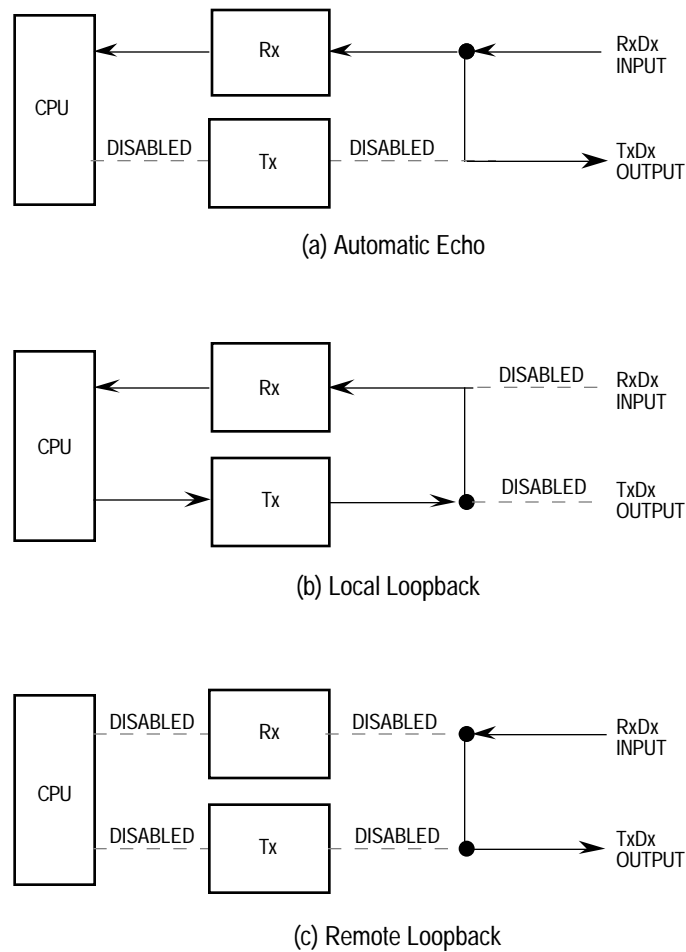 Rx
RxDx
INPUT
CPU
DISABLED
Tx
DISABLED
TxDx
OUTPUT
(a) Automatic Echo
Rx
DISABLED
RxDx
INPUT
CPU
Tx
DISABLED
TxDx
OUTPUT
(b) Local Loopback
DISABLED
Rx
DISABLED
RxDx
INPUT
CPU
DISABLED
Tx
DISABLED
TxDx
OUTPUT
(c) Remote Loopback